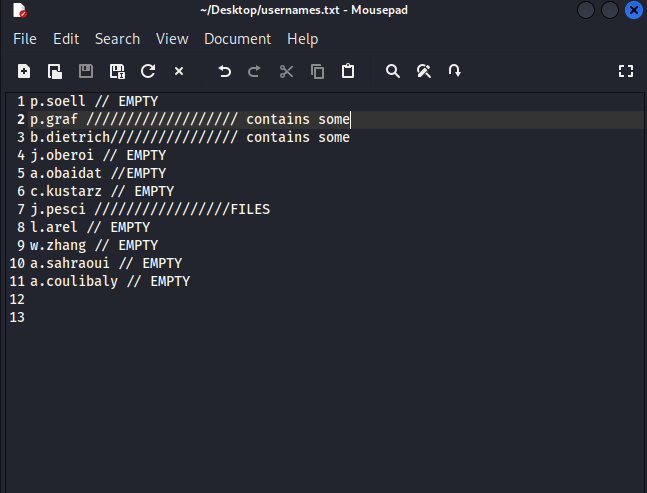 ~/Desktop/usernames.txt - Mousepad
File Edit Search View Document Help
1 p.soell // EMPTY
2 p.graf /////////////////// contains some
3 b.dietrich//////////////// contains some
4 j.oberoi // EMPTY
5 a.obaidat //EMPTY
6 c.kustarz // EMPTY
7 j.pesci /////////////////FILES
8 l.arel // EMPTY
9 w.zhang // EMPTY
10 a.sahraoui // EMPTY
11 a.coulibaly // EMPTY
12
13